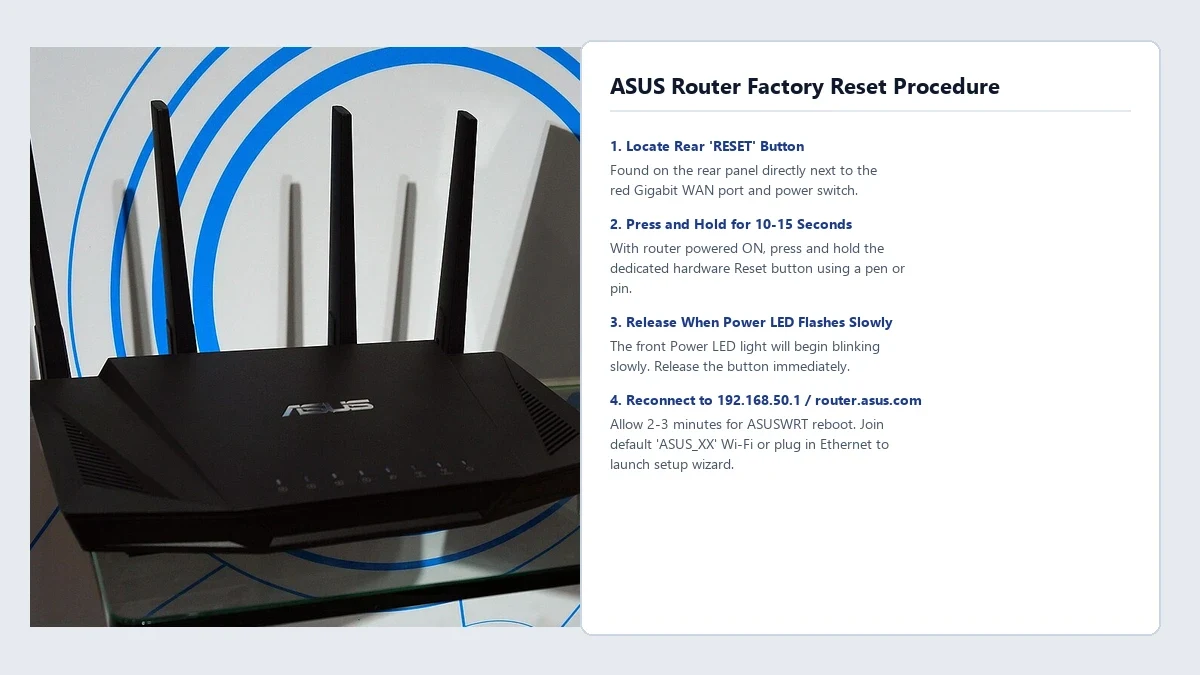 ASUS
ASUS Router Factory Reset Procedure
1. Locate Rear 'RESET' Button
Found on the rear panel directly next to the
red Gigabit WAN port and power switch.
2. Press and Hold for 10-15 Seconds
With router powered ON, press and hold the
dedicated hardware Reset button using a pen or
pin.
3. Release When Power LED Flashes Slowly
The front Power LED light will begin blinking
slowly. Release the button immediately.
4. Reconnect to 192.168.50.1 / router.asus.com
Allow 2-3 minutes for ASUSWRT reboot. Join
default 'ASUS_XX' Wi-Fi or plug in Ethernet to
launch setup wizard.